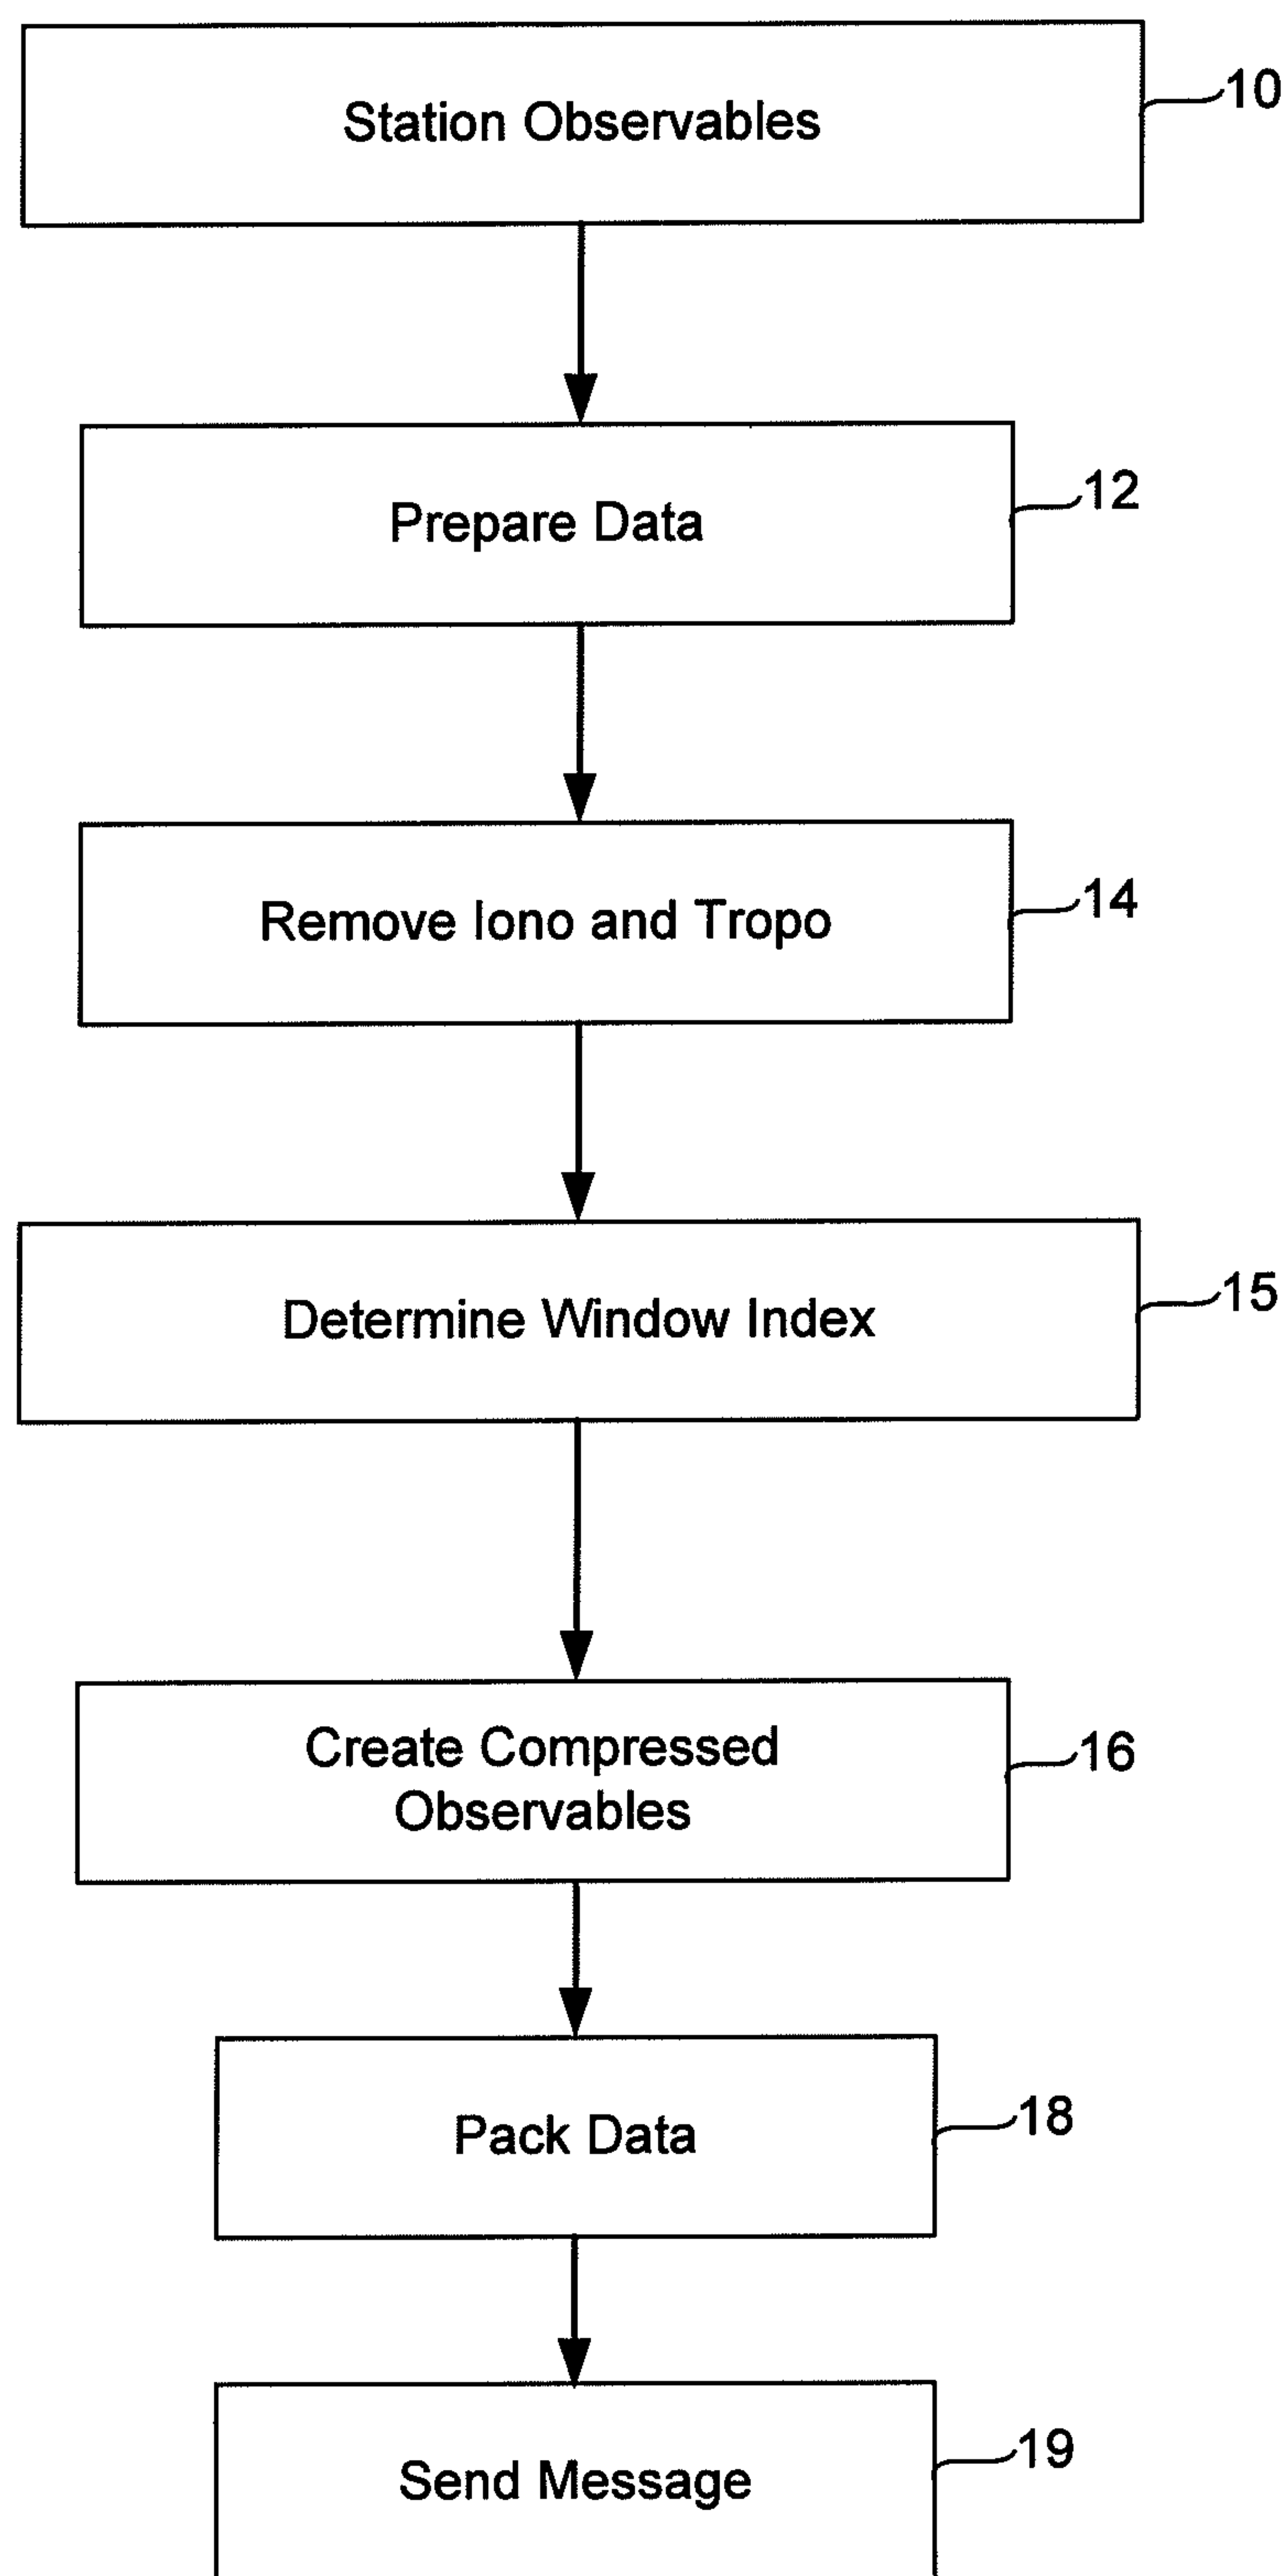 Station Observables
10
Prepare Data
12
Remove Iono and Tropo
14
Determine Window Index
15
Create Compressed
Observables
16
Pack Data
18
Send Message
19